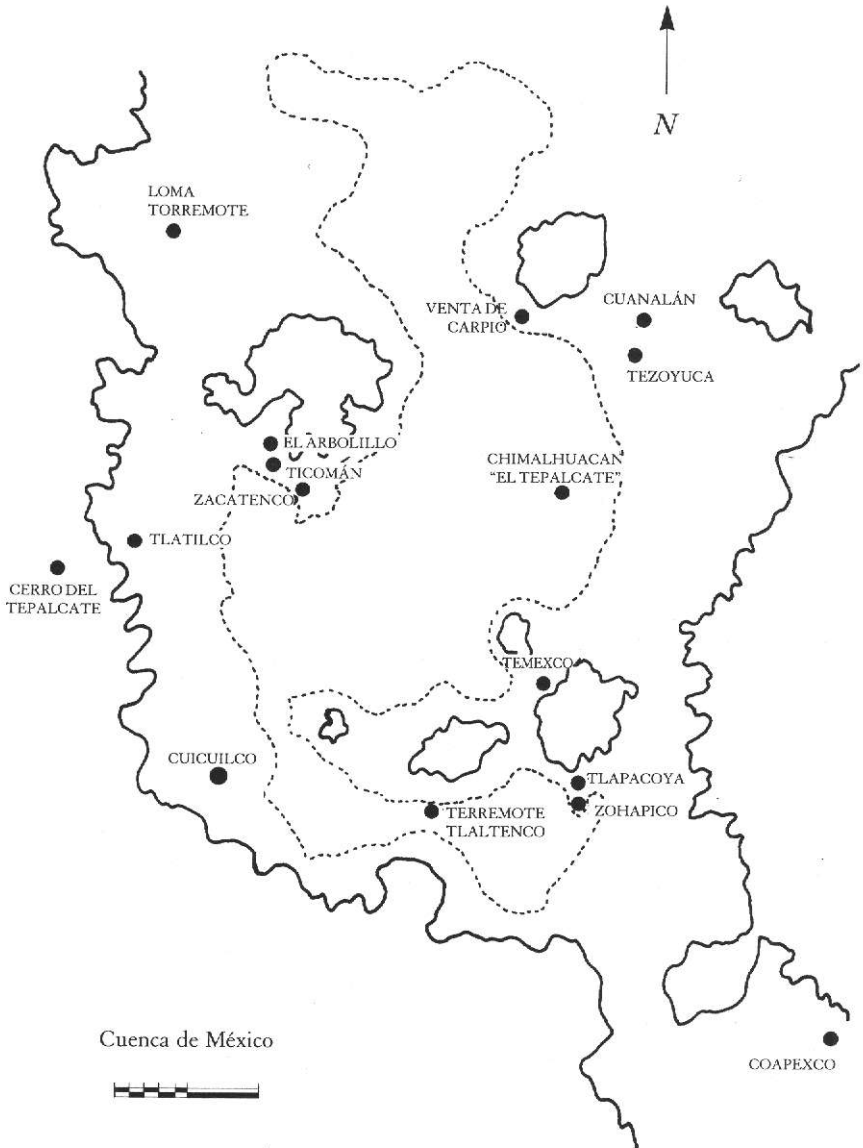 N
LOMA
TORREMOTE
VENTA DE
CARPIO
CUANALÁN
TEZOYUCA
EL ARBOLILLO
TICOMÁN
ZACATENCO
CHIMALHUACAN
"EL TEPALCATE"
TLATILCO
CERRO DEL
TEPALCATE
TEMEXCO
CUICUILCO
TLAPACOYA
ZOHAPICO
TERREMOTE
TLALTENCO
Cuenca de México
COAPEXCO